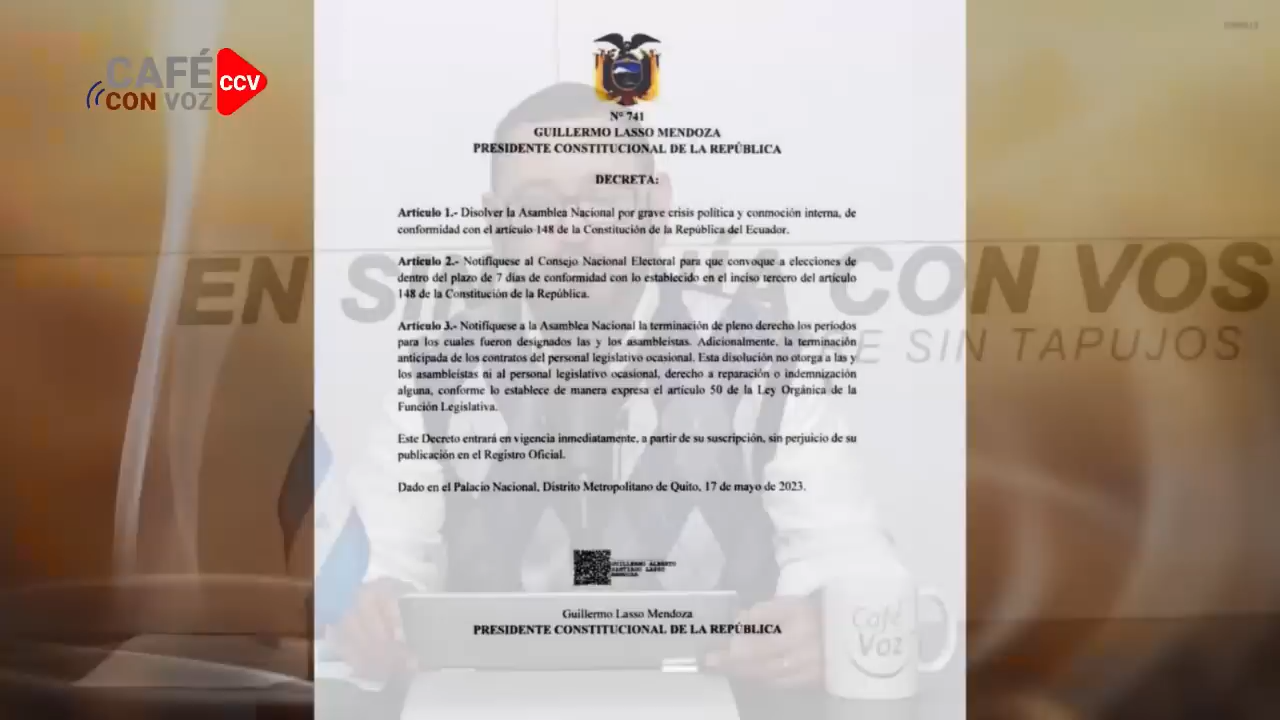 CAFÉ
CON VOZ
CCV
Nº 741
GUILLERMO LASSO MENDOZA
PRESIDENTE CONSTITUCIONAL DE LA REPÚBLICA
DECRETA:
Artículo 1.- Disolver la Asamblea Nacional por grave crisis política y conmoción interna, de
conformidad con el artículo 148 de la Constitución de la República del Ecuador.
Artículo 2.- Notifíquese al Consejo Nacional Electoral para que convoque a elecciones de
dentro del plazo de 7 días de conformidad con lo establecido en el inciso tercero del artículo
148 de la Constitución de la República.
Artículo 3.- Notifíquese a la Asamblea Nacional la terminación de pleno derecho los períodos
para los cuales fueron designados las y los asambleistas. Adicionalmente, la terminación
anticipada de los contratos del personal legislativo ocasional. Esta disolución no otorga a las y
los asambleístas ni al personal legislativo ocasional, derecho a reparación o indemnización
alguna, conforme lo establece de manera expresa el artículo 50 de la Ley Orgánica de la
Función Legislativa.
Este Decreto entrará en vigencia inmediatamente, a partir de su suscripción, sin perjuicio de su
publicación en el Registro Oficial.
Dado en el Palacio Nacional, Distrito Metropolitano de Quito, 17 de mayo de 2023.
GUILLERMO ALBERTO
SANTIAGO LASSO
MENDOZA
Guillermo Lasso Mendoza
PRESIDENTE CONSTITUCIONAL DE LA REPÚBLICA
EN CON VOS
SIN TAPUJOS
Café
Voz